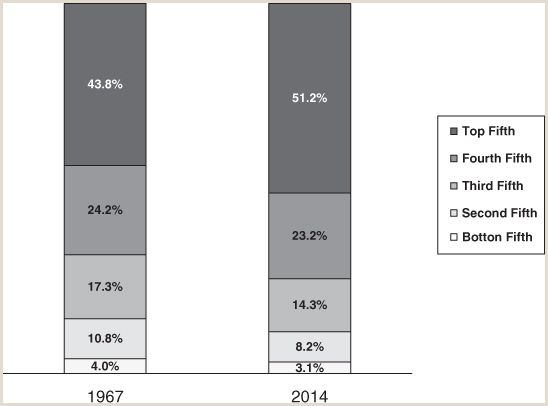 43.8%
51.2%
24.2%
23.2%
17.3%
14.3%
10.8%
8.2%
4.0%
3.1%
1967
2014
Top Fifth
Fourth Fifth
Third Fifth
Second Fifth
Botton Fifth